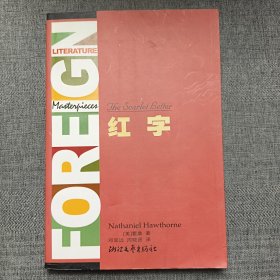 FOREIGN
LITERATURE
Masterpieces
The Scarlet Letter
红字
Nathaniel Hawthorne
[美]霍桑 著
译
浙江文艺出版社